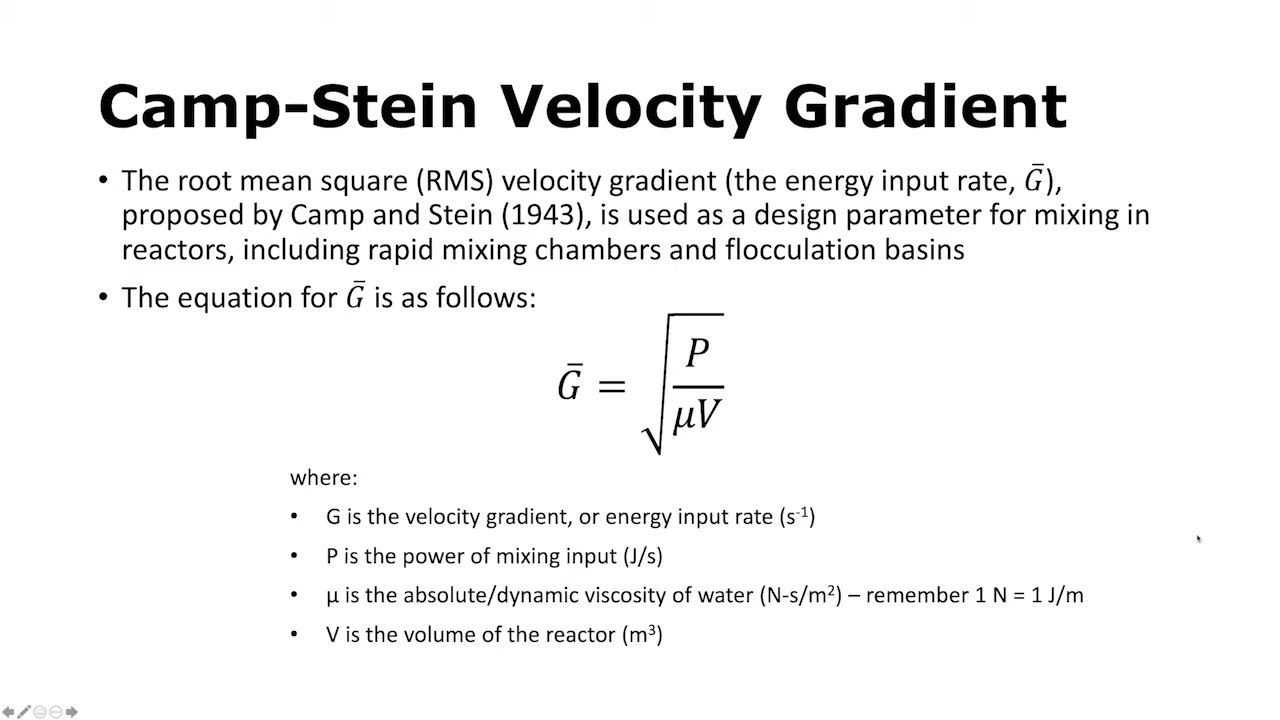 Camp-Stein Velocity Gradient
• The root mean square (RMS) velocity gradient (the energy input rate, G̅),
proposed by Camp and Stein (1943), is used as a design parameter for mixing in
reactors, including rapid mixing chambers and flocculation basins
• The equation for G̅ is as follows:
G̅ = √(P/μV)
where:
• G is the velocity gradient, or energy input rate (s⁻¹)
• P is the power of mixing input (J/s)
• μ is the absolute/dynamic viscosity of water (N-s/m²) – remember 1 N = 1 J/m
• V is the volume of the reactor (m³)